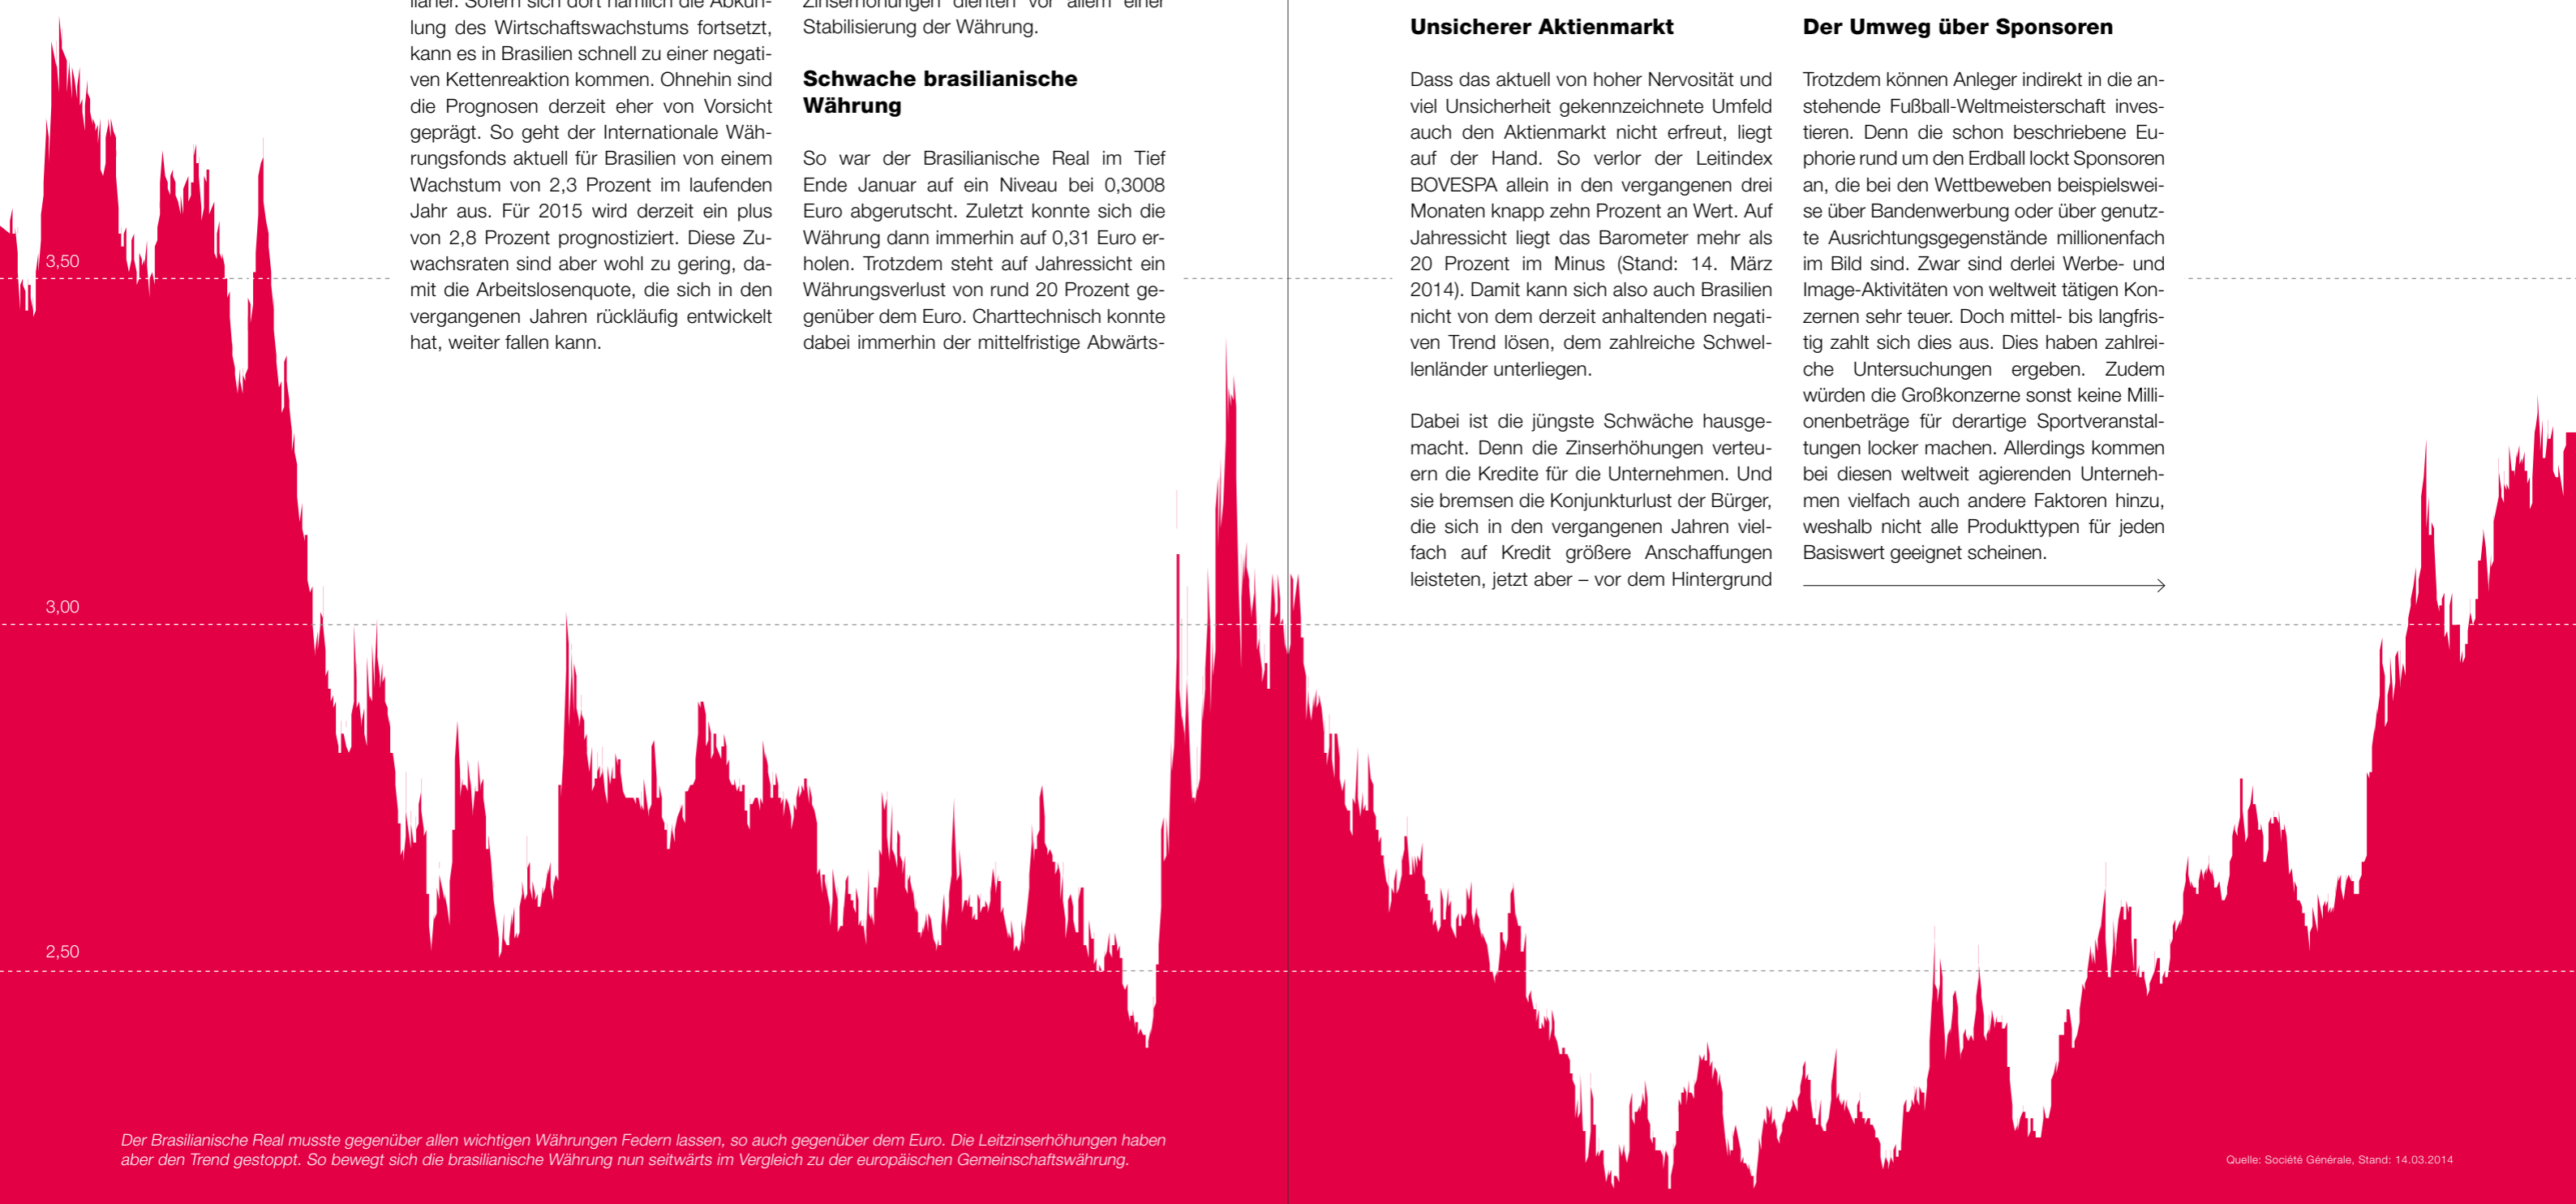 lianer. Sofern sich dort nämlich die Abküh-
lung des Wirtschaftswachstums fortsetzt,
kann es in Brasilien schnell zu einer negati-
ven Kettenreaktion kommen. Ohnehin sind
die Prognosen derzeit eher von Vorsicht
geprägt. So geht der Internationale Wäh-
rungsfonds aktuell für Brasilien von einem
Wachstum von 2,3 Prozent im laufenden
Jahr aus. Für 2015 wird derzeit ein plus
von 2,8 Prozent prognostiziert. Diese Zu-
wachsraten sind aber wohl zu gering, da-
mit die Arbeitslosenquote, die sich in den
vergangenen Jahren rückläufig entwickelt
hat, weiter fallen kann.
Zinserhöhungen dienten vor allem einer
Stabilisierung der Währung.
Schwache brasilianische
Währung
So war der Brasilianische Real im Tief
Ende Januar auf ein Niveau bei 0,3008
Euro abgerutscht. Zuletzt konnte sich die
Währung dann immerhin auf 0,31 Euro er-
holen. Trotzdem steht auf Jahressicht ein
Währungsverlust von rund 20 Prozent ge-
genüber dem Euro. Charttechnisch konnte
dabei immerhin der mittelfristige Abwärts-
Unsicherer Aktienmarkt
Dass das aktuell von hoher Nervosität und
viel Unsicherheit gekennzeichnete Umfeld
auch den Aktienmarkt nicht erfreut, liegt
auf der Hand. So verlor der Leitindex
BOVESPA allein in den vergangenen drei
Monaten knapp zehn Prozent an Wert. Auf
Jahressicht liegt das Barometer mehr als
20 Prozent im Minus (Stand: 14. März
2014). Damit kann sich also auch Brasilien
nicht von dem derzeit anhaltenden negati-
ven Trend lösen, dem zahlreiche Schwel-
lenländer unterliegen.
Dabei ist die jüngste Schwäche hausge-
macht. Denn die Zinserhöhungen verteu-
ern die Kredite für die Unternehmen. Und
sie bremsen die Konjunkturlust der Bürger,
die sich in den vergangenen Jahren viel-
fach auf Kredit größere Anschaffungen
leisteten, jetzt aber – vor dem Hintergrund
Der Umweg über Sponsoren
Trotzdem können Anleger indirekt in die an-
stehende Fußball-Weltmeisterschaft inves-
tieren. Denn die schon beschriebene Eu-
phorie rund um den Erdball lockt Sponsoren
an, die bei den Wettbeweben beispielswei-
se über Bandenwerbung oder über genutz-
te Ausrichtungsgegenstände millionenfach
im Bild sind. Zwar sind derlei Werbe- und
Image-Aktivitäten von weltweit tätigen Kon-
zernen sehr teuer. Doch mittel- bis langfris-
tig zahlt sich dies aus. Dies haben zahlrei-
che Untersuchungen ergeben. Zudem
würden die Großkonzerne sonst keine Milli-
onenbeträge für derartige Sportveranstal-
tungen locker machen. Allerdings kommen
bei diesen weltweit agierenden Unterneh-
men vielfach auch andere Faktoren hinzu,
weshalb nicht alle Produkttypen für jeden
Basiswert geeignet scheinen.
3,50
3,00
2,50
Der Brasilianische Real musste gegenüber allen wichtigen Währungen Federn lassen, so auch gegenüber dem Euro. Die Leitzinserhöhungen haben
aber den Trend gestoppt. So bewegt sich die brasilianische Währung nun seitwärts im Vergleich zu der europäischen Gemeinschaftswährung.
Quelle: Société Générale, Stand: 14.03.2014